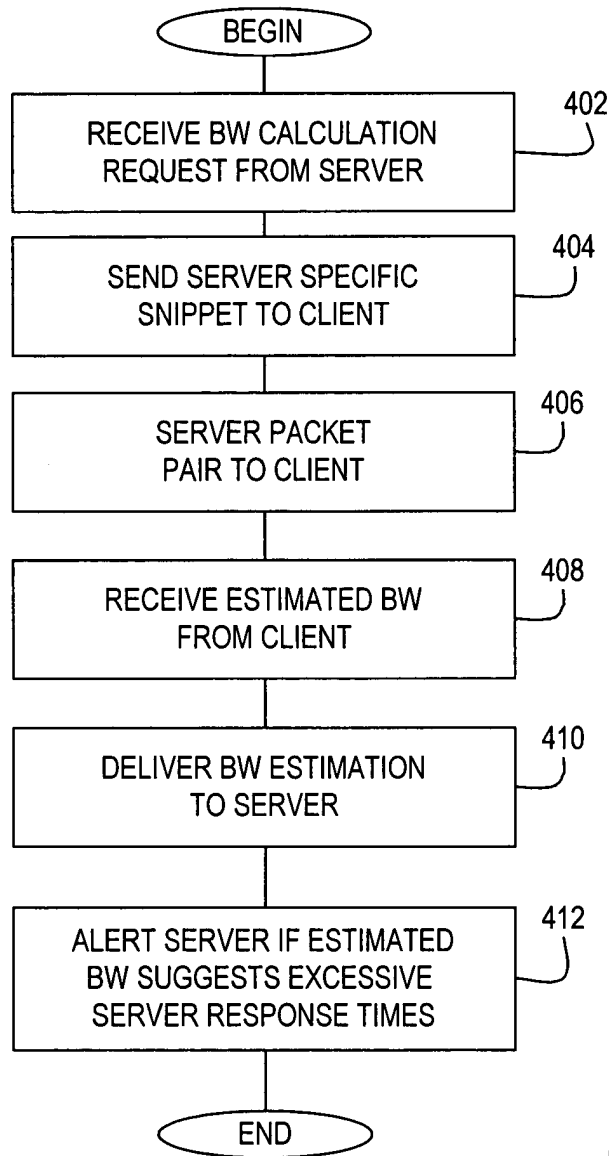 BEGIN
RECEIVE BW CALCULATION
REQUEST FROM SERVER
402
SEND SERVER SPECIFIC
SNIPPET TO CLIENT
404
SERVER PACKET
PAIR TO CLIENT
406
RECEIVE ESTIMATED BW
FROM CLIENT
408
DELIVER BW ESTIMATION
TO SERVER
410
ALERT SERVER IF ESTIMATED
BW SUGGESTS EXCESSIVE
SERVER RESPONSE TIMES
412
END